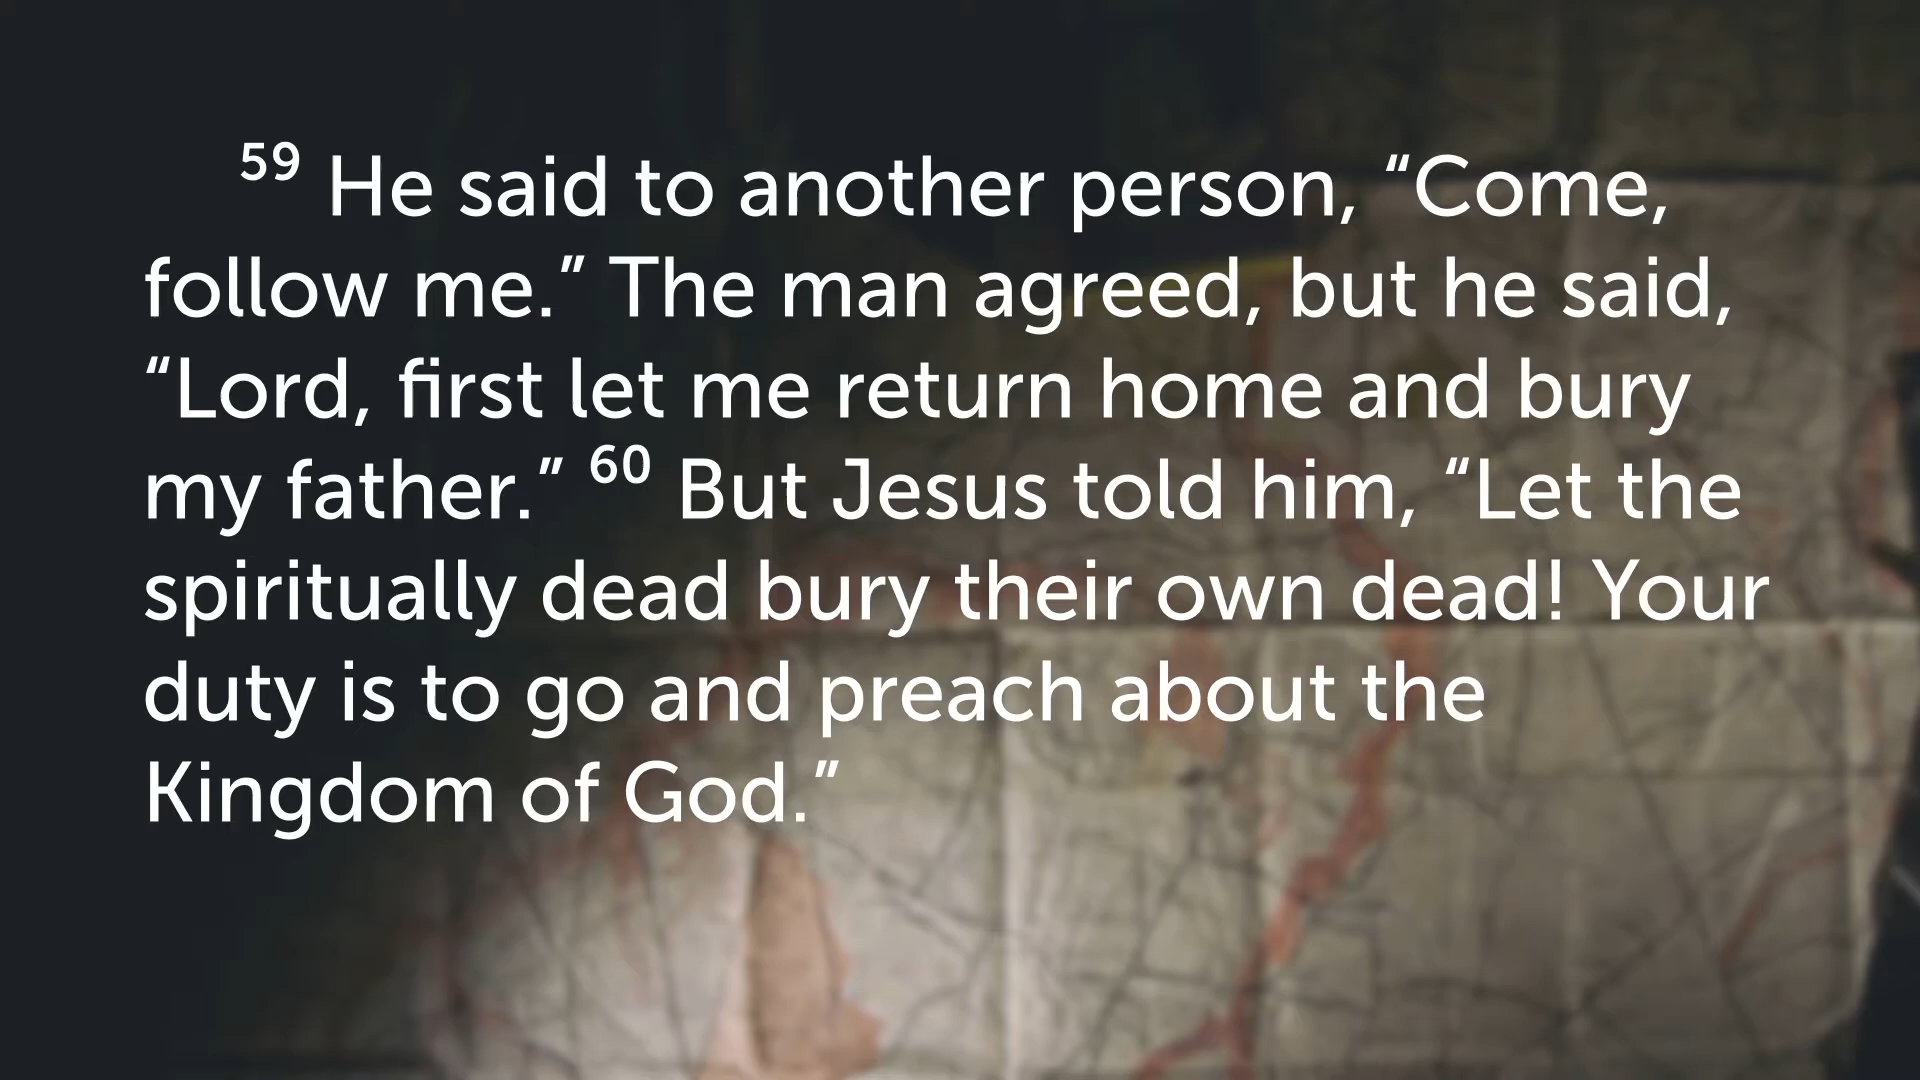 59 He said to another person, “Come,
follow me.” The man agreed, but he said,
“Lord, first let me return home and bury
my father.” 60 But Jesus told him, “Let the
spiritually dead bury their own dead! Your
duty is to go and preach about the
Kingdom of God.”